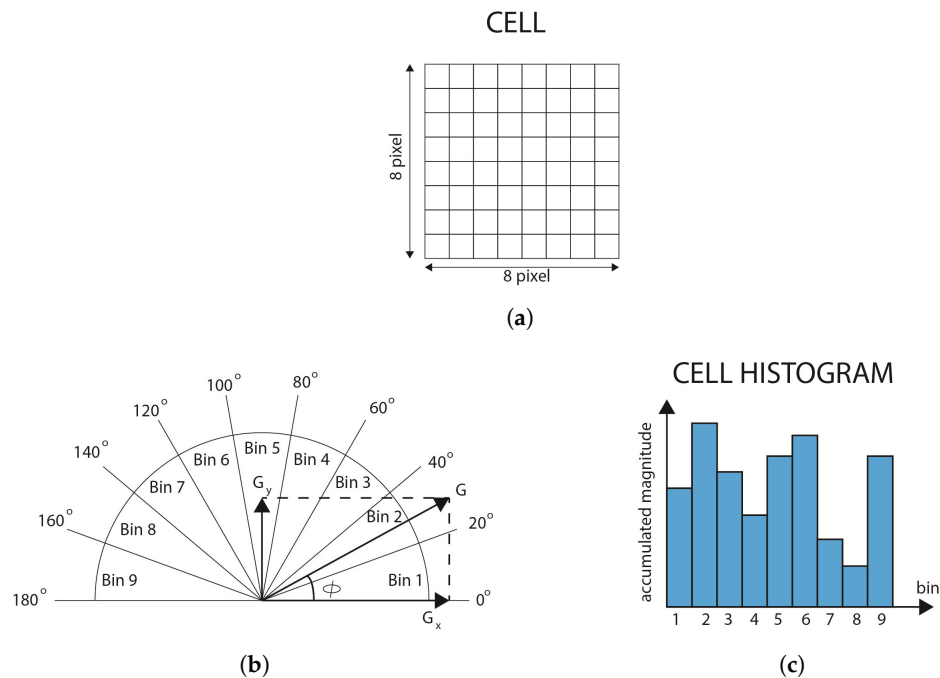 CELL
8 pixel
8 pixel
(a)
100°
80°
120°
60°
140°
40°
160°
20°
180°
0°
Bin 5
Bin 6
Bin 4
Bin 7
Bin 3
Bin 8
Bin 2
Bin 9
Bin 1
Gy
G
ϕ
Gx
(b)
CELL HISTOGRAM
accumulated magnitude
bin
1 2 3 4 5 6 7 8 9
(c)